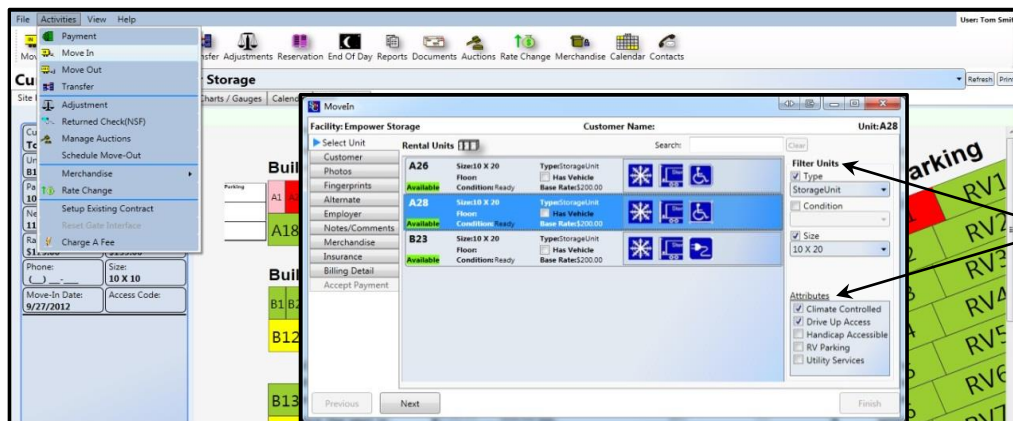 File Activities View Help
User: Tom Smit
Payment
Move In
Move Out
Transfer
Adjustment
Returned Check(NSF)
Manage Auctions
Schedule Move-Out
Merchandise
Rate Change
Setup Existing Contract
Reset Gate Interface
Charge A Fee
Mov
nsfer Adjustments Reservation End Of Day Reports Documents Auctions Rate Change Merchandise Calendar Contacts
Cu
Storage
Refresh Print
Site
Charts / Gauges Calend
Phone:
(__) __-____
Size:
10 X 10
Move-In Date:
9/27/2012
Access Code:
Buil
Parking
A1
A18
Buil
B1 B2
B12
B13
MoveIn
Facility: Empower Storage Customer Name: Unit:A28
Select Unit
Customer
Photos
Fingerprints
Alternate
Employer
Notes/Comments
Merchandise
Insurance
Billing Detail
Accept Payment
Rental Units Search: Clear
A26 Size:10 X 20 Type:StorageUnit
Floor: Has Vehicle
Available Condition: Ready Base Rate:$200.00
A28 Size:10 X 20 Type:StorageUnit
Floor: Has Vehicle
Available Condition: Ready Base Rate:$200.00
B23 Size:10 X 20 Type:StorageUnit
Floor: Has Vehicle
Available Condition: Ready Base Rate:$200.00
Filter Units
Type
StorageUnit
Condition
Size
10 X 20
Attributes
Climate Controlled
Drive Up Access
Handicap Accessible
RV Parking
Utility Services
Previous Next Finish
arking
RV1
RV2
RV3
RV4
RV5
RV6
RV7